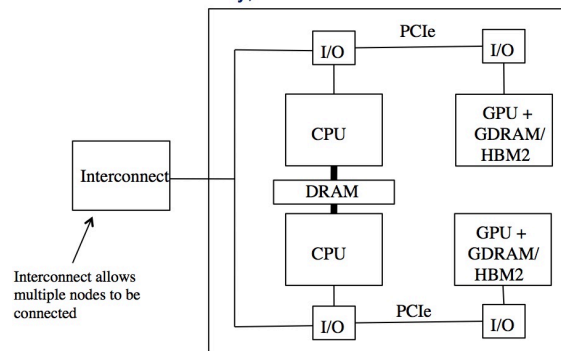 PCIe
I/O
I/O
CPU
GPU +
GDRAM/
HBM2
Interconnect
DRAM
CPU
GPU +
GDRAM/
HBM2
Interconnect allows
multiple nodes to be
connected
I/O
PCIe
I/O